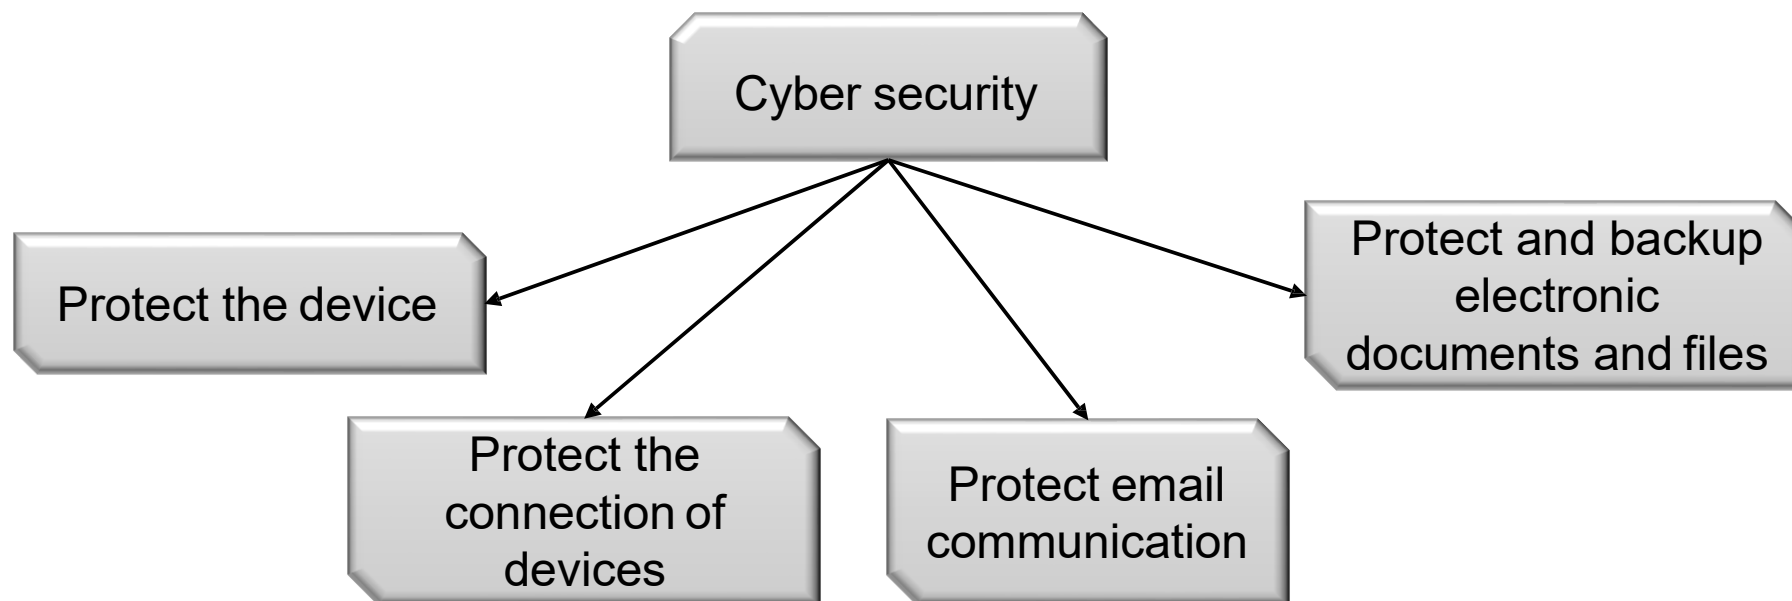 Cyber security
Protect the device
Protect the
connection of
devices
Protect email
communication
Protect and backup
electronic
documents and files